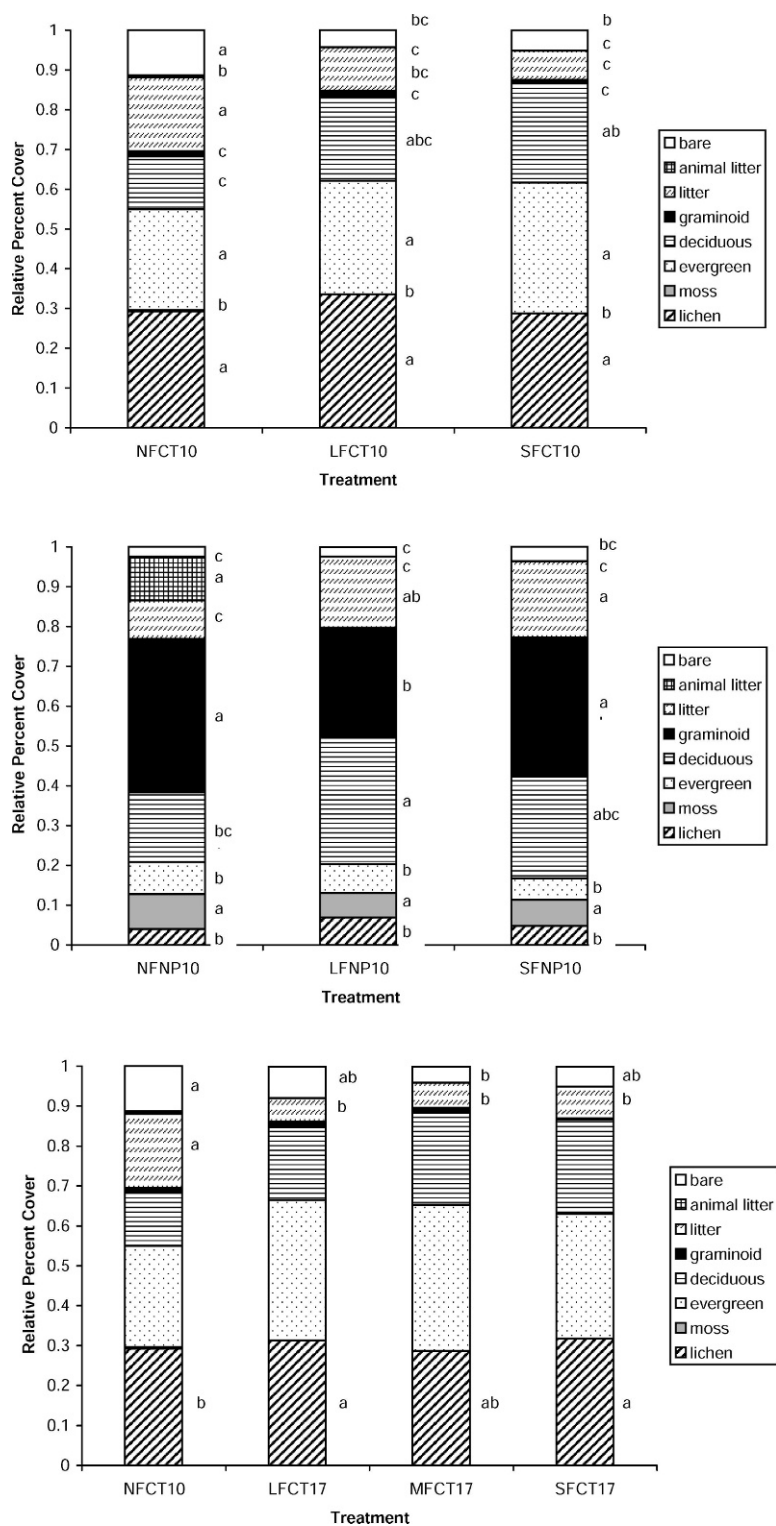 1
0.9
0.8
0.7
0.6
0.5
0.4
0.3
0.2
0.1
0
Relative Percent Cover
a
b
a
c
c
a
b
a
bc
c
bc
c
abc
a
b
a
b
c
c
c
ab
a
b
a
bare
animal litter
litter
graminoid
deciduous
evergreen
moss
lichen
NFCT10 LFCT10 SFCT10
Treatment
1
0.9
0.8
0.7
0.6
0.5
0.4
0.3
0.2
0.1
0
Relative Percent Cover
c
a
c
a
bc
b
a
b
c
c
ab
b
a
b
a
b
bc
c
a
a
abc
b
a
b
bare
animal litter
litter
graminoid
deciduous
evergreen
moss
lichen
NFNP10 LFNP10 SFNP10
Treatment
1
0.9
0.8
0.7
0.6
0.5
0.4
0.3
0.2
0.1
0
Relative Percent Cover
a
a
b
ab
b
a
b
b
ab
ab
b
a
bare
animal litter
litter
graminoid
deciduous
evergreen
moss
lichen
NFCT10 LFCT17 MFCT17 SFCT17
Treatment